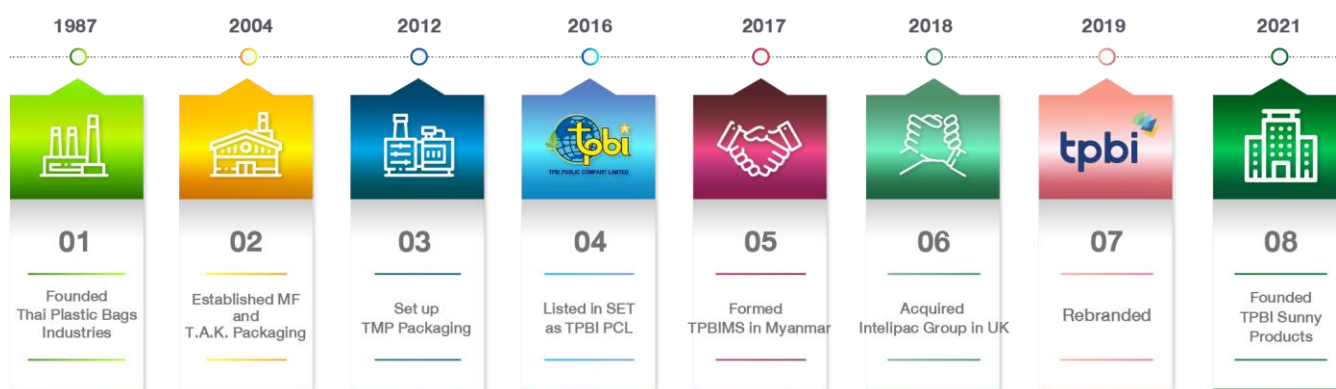 1987
2004
2012
2016
2017
2018
2019
2021
tpbi
TPBI PUBLIC COMPANY LIMITED
tpbi
01
02
03
04
05
06
07
08
Founded
Thai Plastic Bags
Industries
Established MF
and
T.A.K. Packaging
Set up
TMP Packaging
Listed in SET
as TPBI PCL
Formed
TPBIMS in Myanmar
Acquired
Intelipac Group in UK
Rebranded
Founded
TPBI Sunny
Products